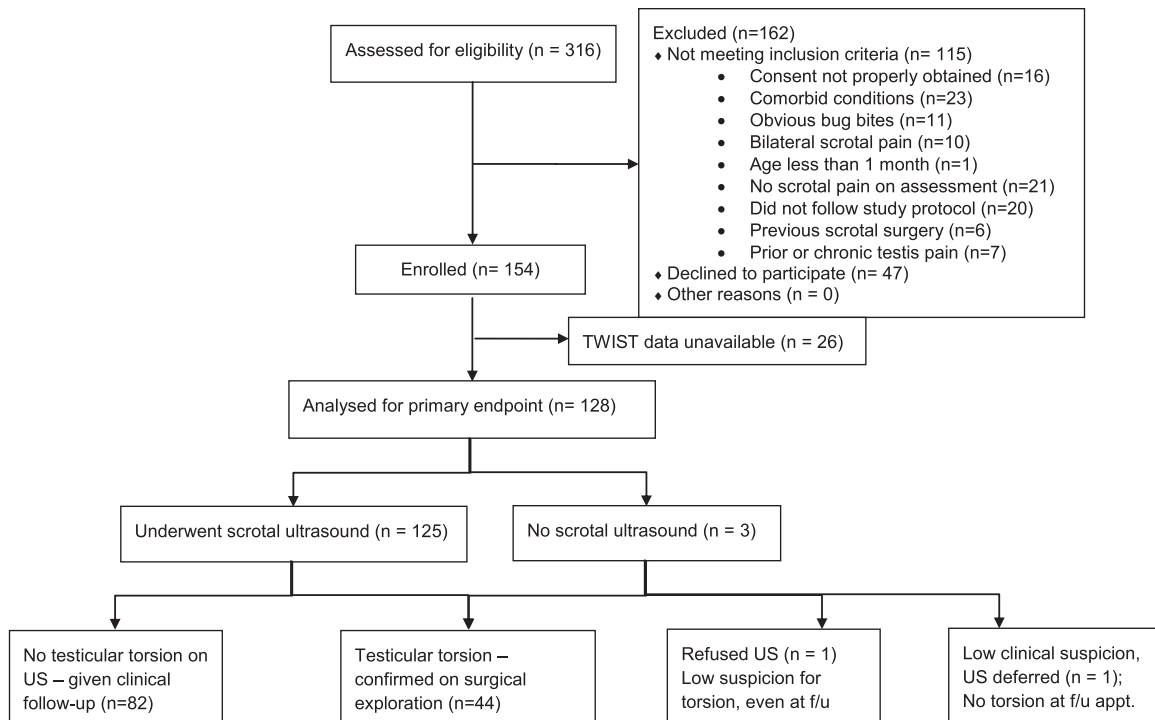 Assessed for eligibility (n = 316)
Excluded (n=162)
♦ Not meeting inclusion criteria (n= 115)
• Consent not properly obtained (n=16)
• Comorbid conditions (n=23)
• Obvious bug bites (n=11)
• Bilateral scrotal pain (n=10)
• Age less than 1 month (n=1)
• No scrotal pain on assessment (n=21)
• Did not follow study protocol (n=20)
• Previous scrotal surgery (n=6)
• Prior or chronic testis pain (n=7)
♦ Declined to participate (n= 47)
♦ Other reasons (n = 0)
Enrolled (n= 154)
TWIST data unavailable (n = 26)
Analysed for primary endpoint (n= 128)
Underwent scrotal ultrasound (n = 125)
No scrotal ultrasound (n = 3)
No testicular torsion on
US – given clinical
follow-up (n=82)
Testicular torsion –
confirmed on surgical
exploration (n=44)
Refused US (n = 1)
Low suspicion for
torsion, even at f/u
Low clinical suspicion,
US deferred (n = 1);
No torsion at f/u appt.